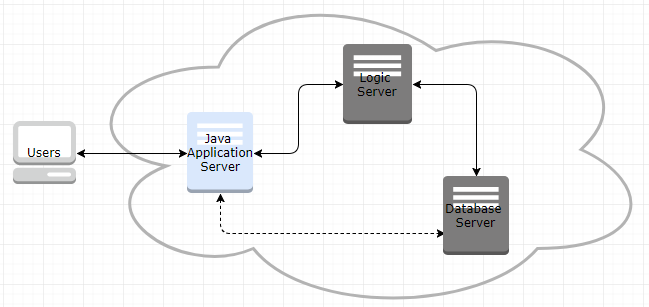 Users
Java
Application
Server
Logic
Server
Database
Server